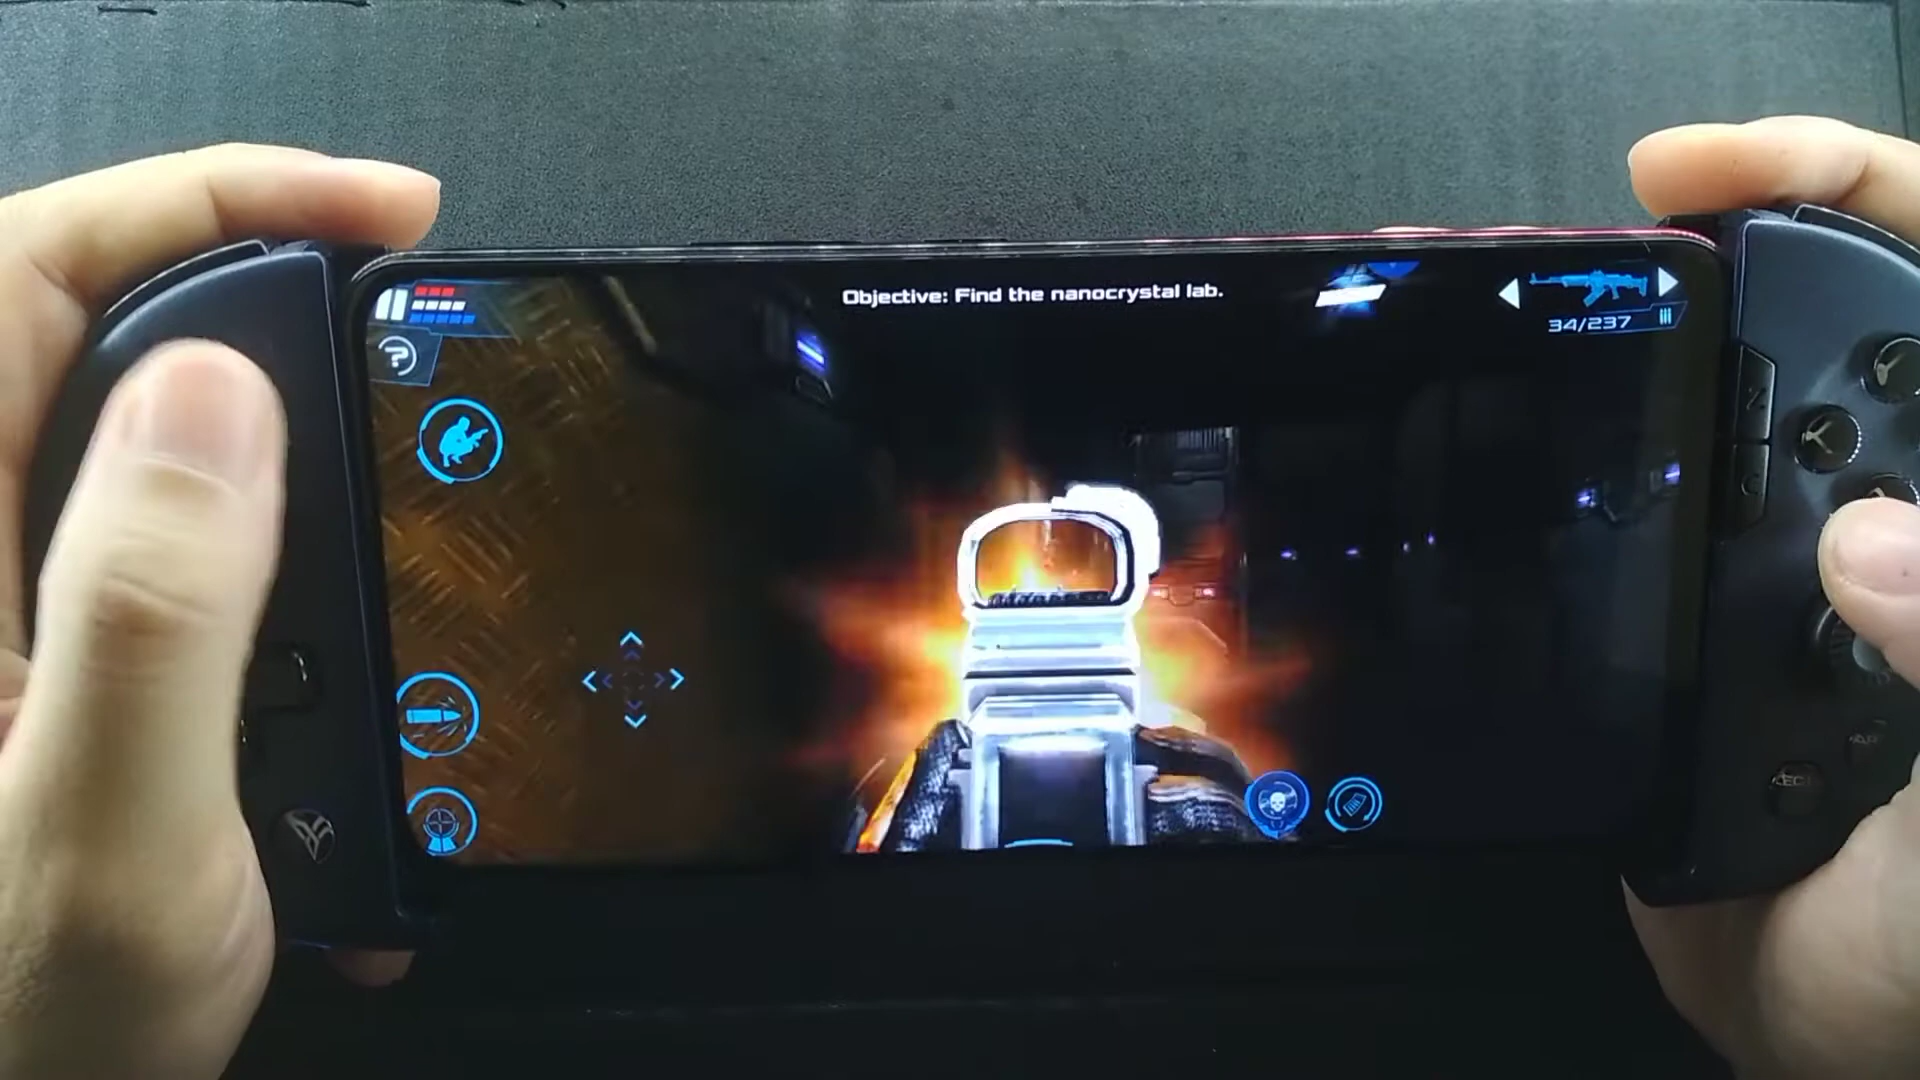 Objective: Find the nanocrystal lab.
34/237
?
Z
C